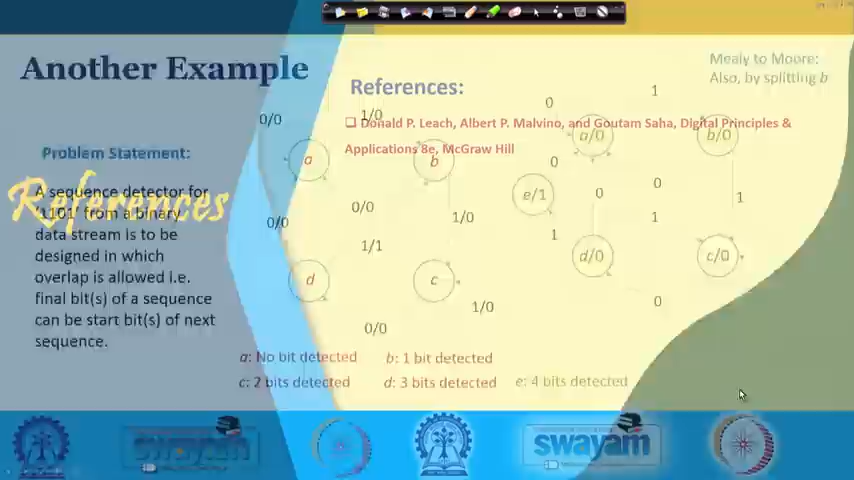 Another Example
Mealy to Moore:
Also, by splitting b
References:
❑ Donald P. Leach, Albert P. Malvino, and Goutam Saha, Digital Principles &
Applications 8e, McGraw Hill
Problem Statement:
References
A sequence detector for
'1101' from a binary
data stream is to be
designed in which
overlap is allowed i.e.
final bit(s) of a sequence
can be start bit(s) of next
sequence.
0/0
1/0
a
b
0/0
0/0
1/0
1/1
d
c
1/0
0/0
0
1
a/0
b/0
0
e/1
0
0
1
1
1
d/0
c/0
0
a: No bit detected
b: 1 bit detected
c: 2 bits detected
d: 3 bits detected
e: 4 bits detected
swayam
swayam